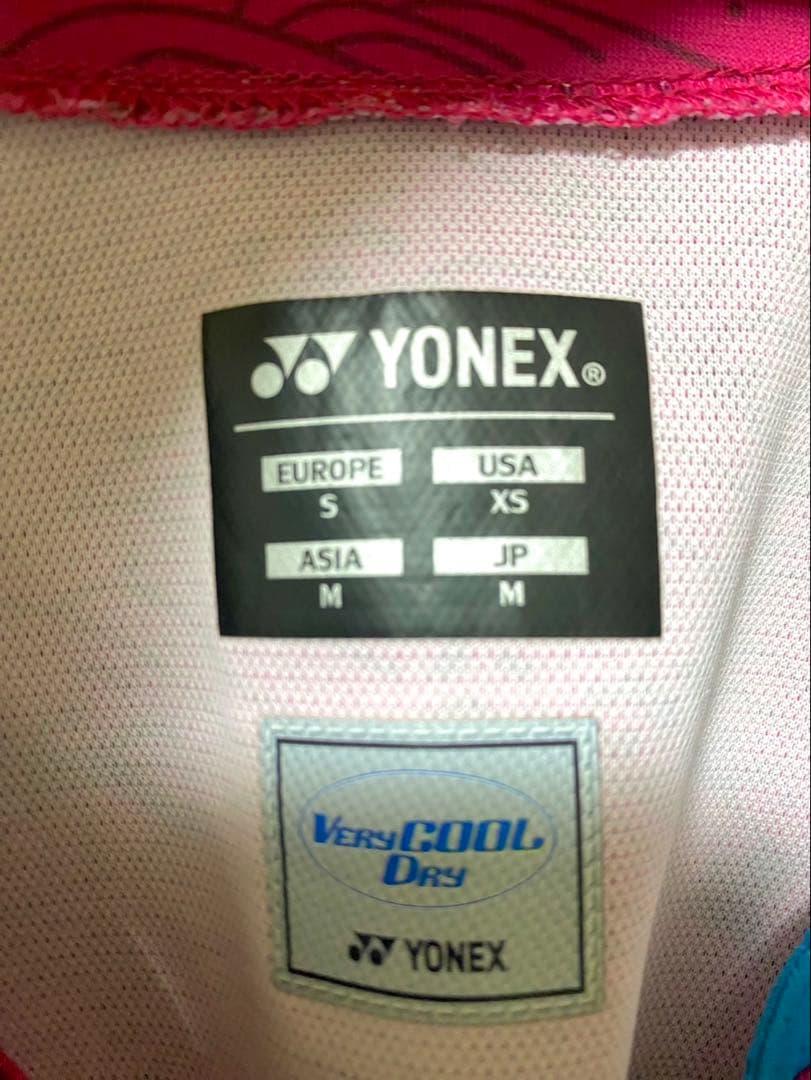 YONEX®
EUROPE USA
S XS
ASIA JP
M M
VERY COOL
DRY
YONEX